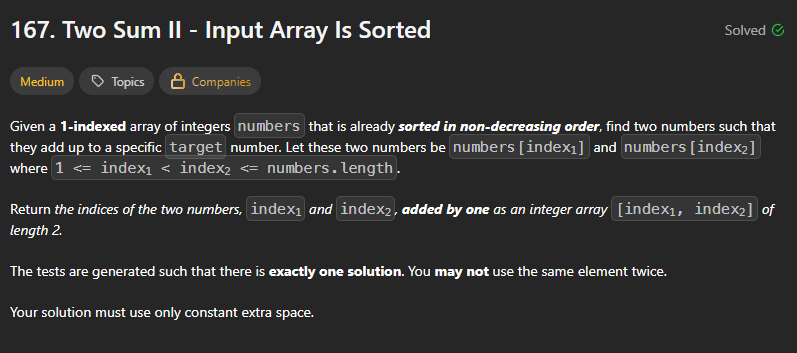 167. Two Sum II - Input Array Is Sorted
Solved
Medium Topics Companies
Given a 1-indexed array of integers numbers that is already sorted in non-decreasing order, find two numbers such that
they add up to a specific target number. Let these two numbers be numbers[index₁] and numbers[index₂]
where 1 <= index₁ < index₂ <= numbers.length.
Return the indices of the two numbers, index₁ and index₂, added by one as an integer array [index₁, index₂] of
length 2.
The tests are generated such that there is exactly one solution. You may not use the same element twice.
Your solution must use only constant extra space.